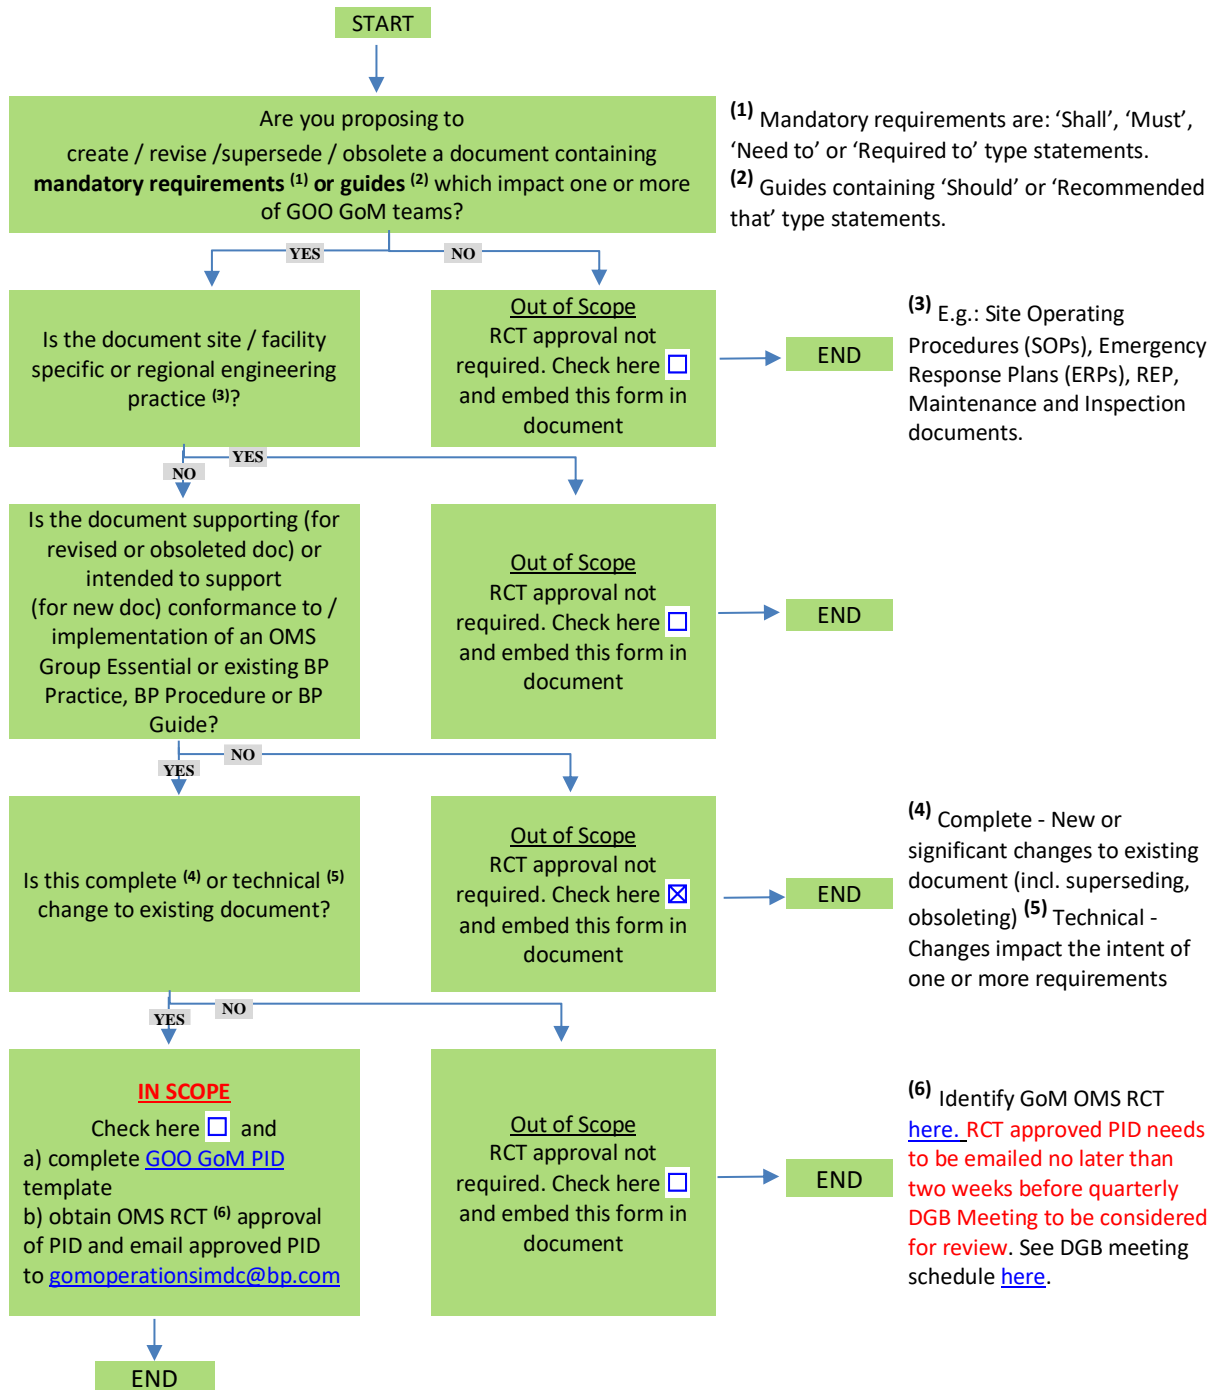 START
Are you proposing to
create / revise /supersede / obsolete a document containing
mandatory requirements (1) or guides (2) which impact one or more
of GOO GoM teams?
(1) Mandatory requirements are: ‘Shall’, ‘Must’,
‘Need to’ or ‘Required to’ type statements.
(2) Guides containing ‘Should’ or ‘Recommended
that’ type statements.
YES
NO
Is the document site / facility
specific or regional engineering
practice (3)?
Out of Scope
RCT approval not
required. Check here ☐
and embed this form in
document
END
(3) E.g.: Site Operating
Procedures (SOPs), Emergency
Response Plans (ERPs), REP,
Maintenance and Inspection
documents.
YES
NO
Is the document supporting (for
revised or obsoleted doc) or
intended to support
(for new doc) conformance to /
implementation of an OMS
Group Essential or existing BP
Practice, BP Procedure or BP
Guide?
Out of Scope
RCT approval not
required. Check here ☐
and embed this form in
document
END
NO
YES
Is this complete (4) or technical (5)
change to existing document?
Out of Scope
RCT approval not
required. Check here ☒
and embed this form in
document
END
(4) Complete - New or
significant changes to existing
document (incl. superseding,
obsoleting) (5) Technical -
Changes impact the intent of
one or more requirements
NO
YES
IN SCOPE
Check here ☐ and
a) complete GOO GoM PID
template
b) obtain OMS RCT (6) approval
of PID and email approved PID
to gomoperationsimdc@bp.com
Out of Scope
RCT approval not
required. Check here ☐
and embed this form in
document
END
(6) Identify GoM OMS RCT
here. RCT approved PID needs
to be emailed no later than
two weeks before quarterly
DGB Meeting to be considered
for review. See DGB meeting
schedule here.
END